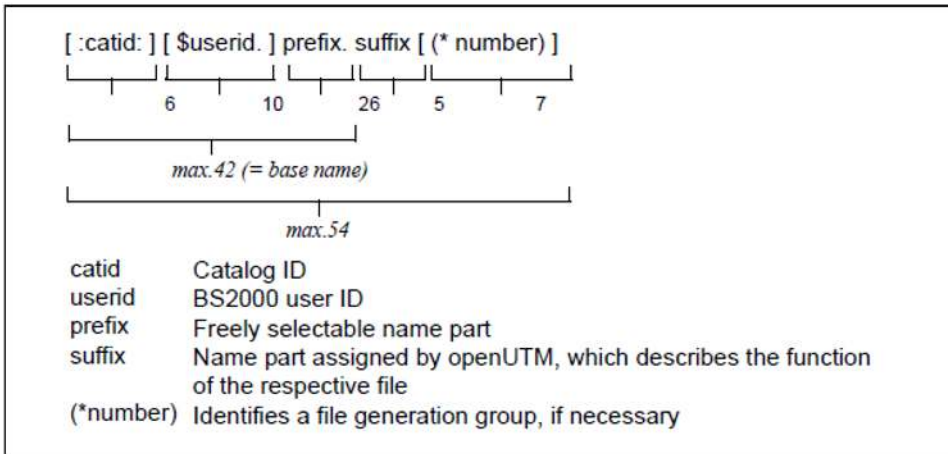 [ :catid: ] [ $userid. ] prefix. suffix [ (* number) ]
6 10 26 5 7
max.42 (= base name)
max.54
catid Catalog ID
userid BS2000 user ID
prefix Freely selectable name part
suffix Name part assigned by openUTM, which describes the function
of the respective file
(*number) Identifies a file generation group, if necessary